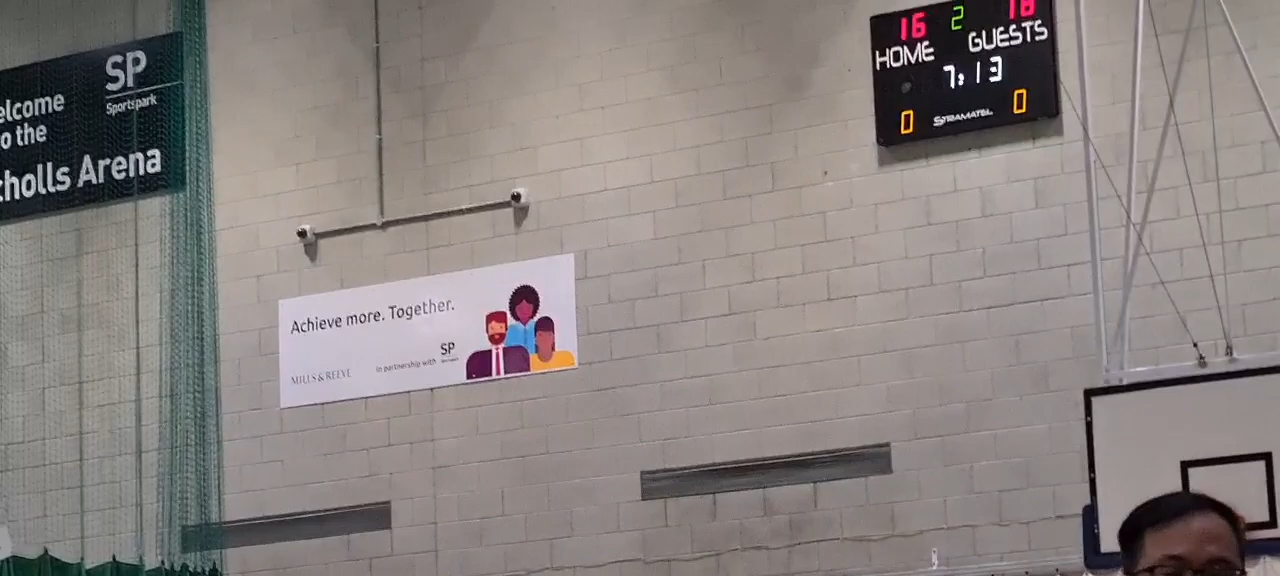 elcome
o the
cholls Arena
SP
Sportspark
Achieve more. Together.
MILLS & REEVE
in partnership with
SP
16 2 18
HOME GUESTS
7:13
0 0
STRAMATEL